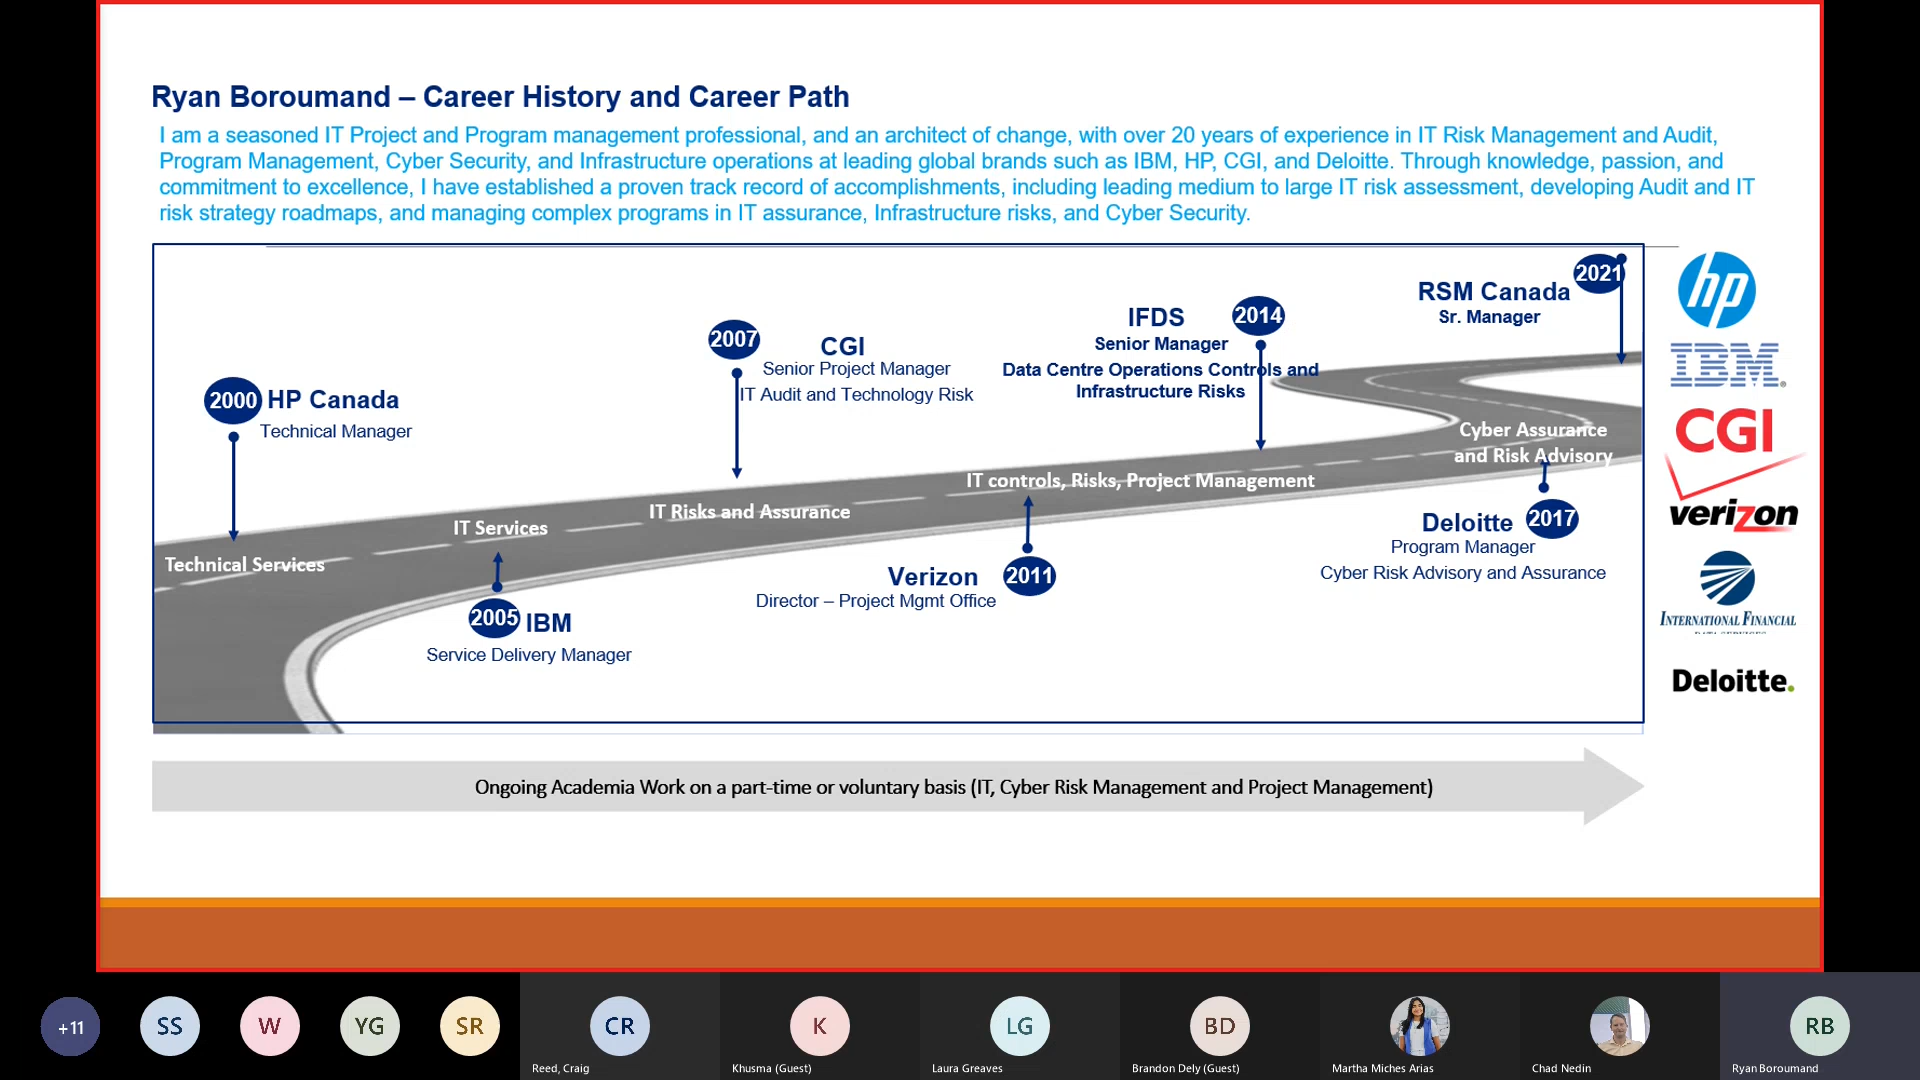 Ryan Boroumand – Career History and Career Path
I am a seasoned IT Project and Program management professional, and an architect of change, with over 20 years of experience in IT Risk Management and Audit,
Program Management, Cyber Security, and Infrastructure operations at leading global brands such as IBM, HP, CGI, and Deloitte. Through knowledge, passion, and
commitment to excellence, I have established a proven track record of accomplishments, including leading medium to large IT risk assessment, developing Audit and IT
risk strategy roadmaps, and managing complex programs in IT assurance, Infrastructure risks, and Cyber Security.
2000
HP Canada
Technical Manager
2005
IBM
Service Delivery Manager
2007
CGI
Senior Project Manager
IT Audit and Technology Risk
Verizon
2011
Director – Project Mgmt Office
IFDS
2014
Senior Manager
Data Centre Operations Controls and
Infrastructure Risks
Deloitte
2017
Program Manager
Cyber Risk Advisory and Assurance
RSM Canada
2021
Sr. Manager
Technical Services
IT Services
IT Risks and Assurance
IT controls, Risks, Project Management
Cyber Assurance
and Risk Advisory
hp
IBM
CGI
verizon
INTERNATIONAL FINANCIAL
Deloitte.
Ongoing Academia Work on a part-time or voluntary basis (IT, Cyber Risk Management and Project Management)
+11
SS
W
YG
SR
CR
Reed, Craig
K
Khusma (Guest)
LG
Laura Greaves
BD
Brandon Dely (Guest)
Martha Miches Arias
Chad Nedin
RB
Ryan Boroumand